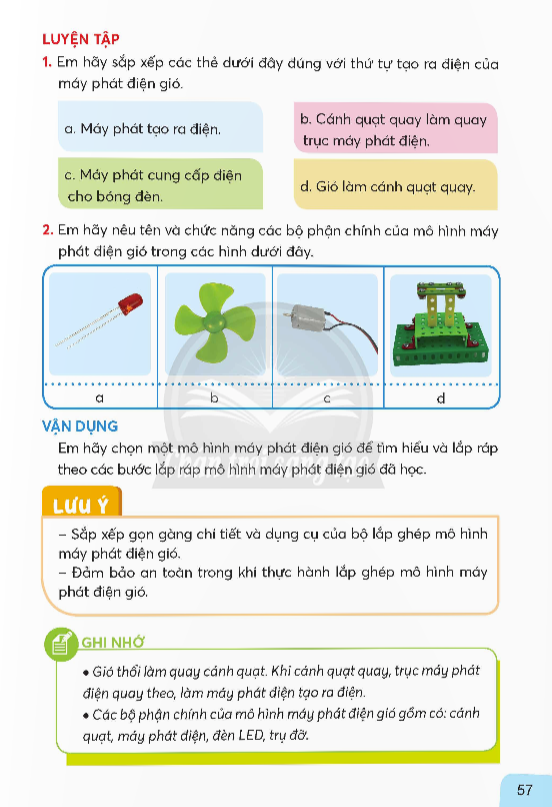 LUYỆN TẬP
1. Em hãy sắp xếp các thẻ dưới đây đúng với thứ tự tạo ra điện của
máy phát điện gió.
a. Máy phát tạo ra điện.
b. Cánh quạt quay làm quay
trục máy phát điện.
c. Máy phát cung cấp điện
cho bóng đèn.
d. Gió làm cánh quạt quay.
2. Em hãy nêu tên và chức năng các bộ phận chính của mô hình máy
phát điện gió trong các hình dưới đây.
a
b
c
d
VẬN DỤNG
Em hãy chọn một mô hình máy phát điện gió để tìm hiểu và lắp ráp
theo các bước lắp ráp mô hình máy phát điện gió đã học.
Chân trời sáng tạo
LƯU Ý
– Sắp xếp gọn gàng chi tiết và dụng cụ của bộ lắp ghép mô hình
máy phát điện gió.
– Đảm bảo an toàn trong khi thực hành lắp ghép mô hình máy
phát điện gió.
GHI NHỚ
• Gió thổi làm quay cánh quạt. Khi cánh quạt quay, trục máy phát
điện quay theo, làm máy phát điện tạo ra điện.
• Các bộ phận chính của mô hình máy phát điện gió gồm có: cánh
quạt, máy phát điện, đèn LED, trụ đỡ.
57